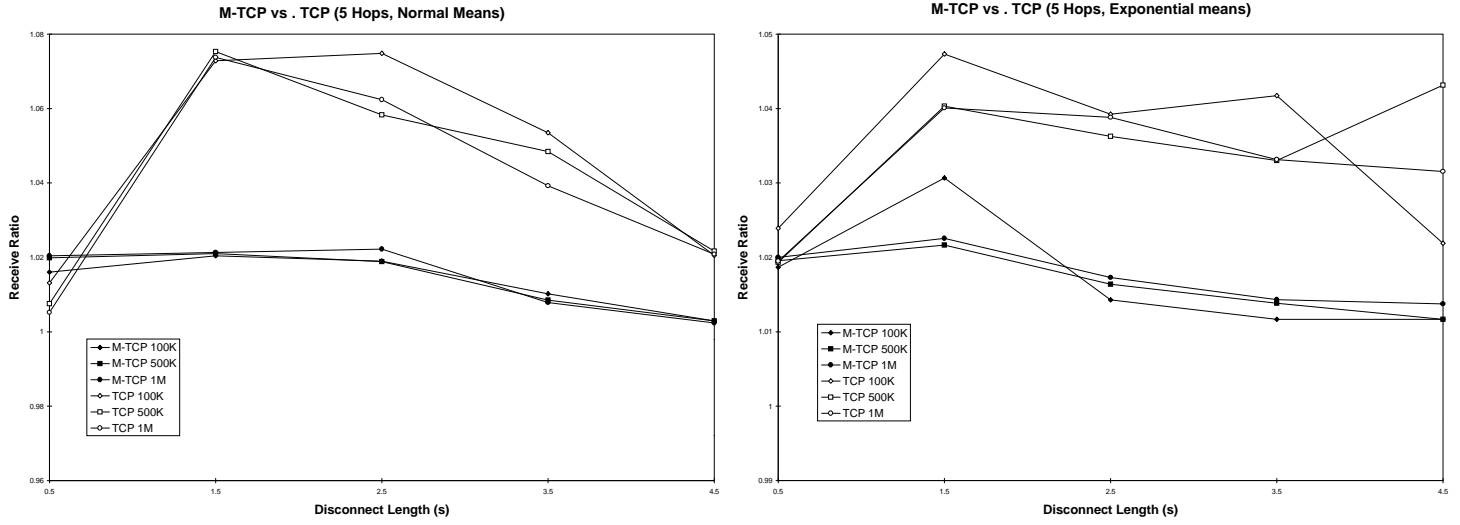 M-TCP vs . TCP (5 Hops, Normal Means)
1.08
1.06
1.04
1.02
1
0.98
0.96
Receive Ratio
0.5
1.5
2.5
3.5
4.5
Disconnect Length (s)
M-TCP 100K
M-TCP 500K
M-TCP 1M
TCP 100K
TCP 500K
TCP 1M
M-TCP vs . TCP (5 Hops, Exponential means)
1.05
1.04
1.03
1.02
1.01
1
0.99
Receive Ratio
0.5
1.5
2.5
3.5
4.5
Disconnect Length (s)
M-TCP 100K
M-TCP 500K
M-TCP 1M
TCP 100K
TCP 500K
TCP 1M